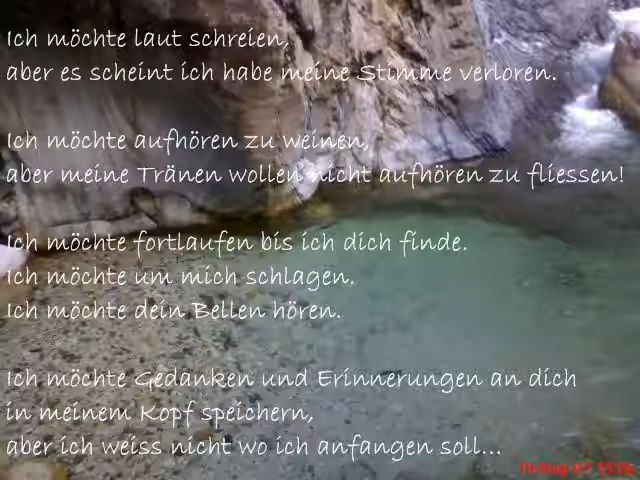 Ich möchte laut schreien,
aber es scheint ich habe meine Stimme verloren.
Ich möchte aufhören zu weinen,
aber meine Tränen wollen nicht aufhören zu fliessen!
Ich möchte fortlaufen bis ich dich finde.
Ich möchte um mich schlagen.
Ich möchte dein Bellen hören.
Ich möchte Gedanken und Erinnerungen an dich
in meinem Kopf speichern,
aber ich weiss nicht wo ich anfangen soll...